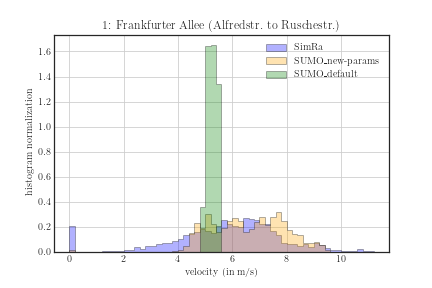 1: Frankfurter Allee (Alfredstr. to Ruschestr.)
SimRa
SUMO_new-params
SUMO_default
histogram normalization
1.6
1.4
1.2
1.0
0.8
0.6
0.4
0.2
0.0
0 2 4 6 8 10
velocity (in m/s)